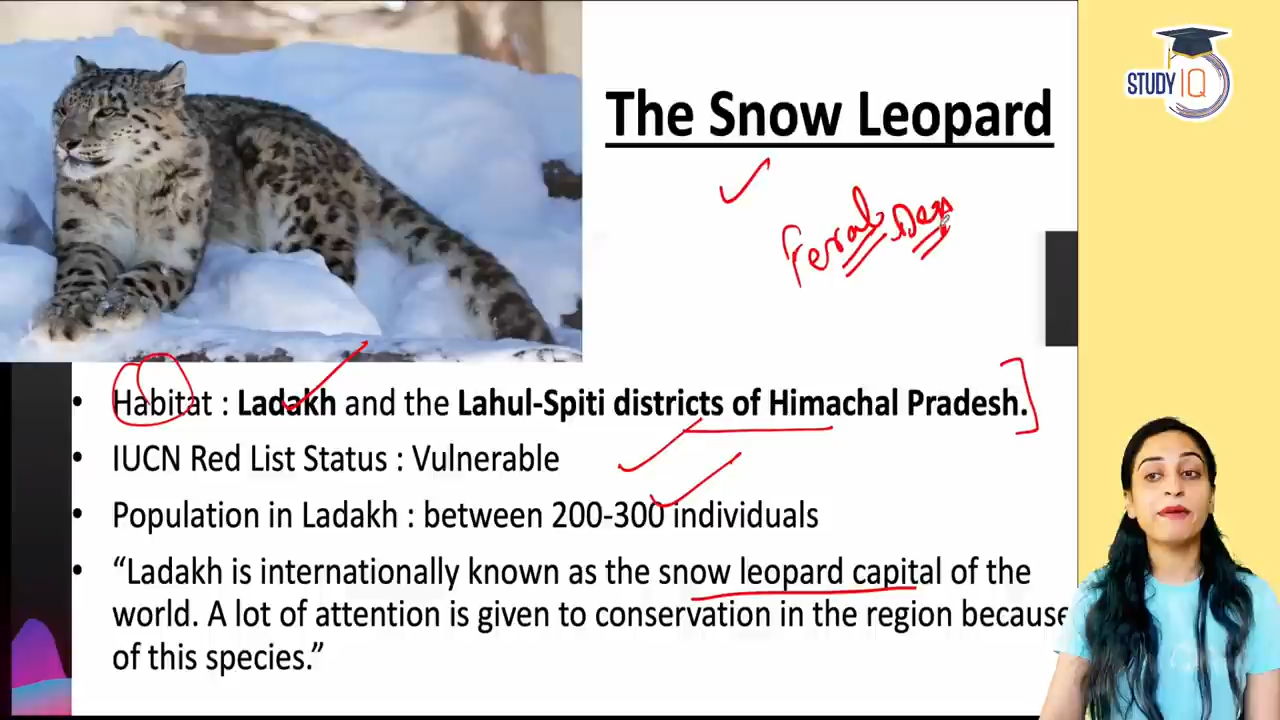 STUDY IQ
The Snow Leopard
Feral
• Habitat : Ladakh and the Lahul-Spiti districts of Himachal Pradesh.
• IUCN Red List Status : Vulnerable
• Population in Ladakh : between 200-300 individuals
• “Ladakh is internationally known as the snow leopard capital of the
world. A lot of attention is given to conservation in the region because
of this species.”